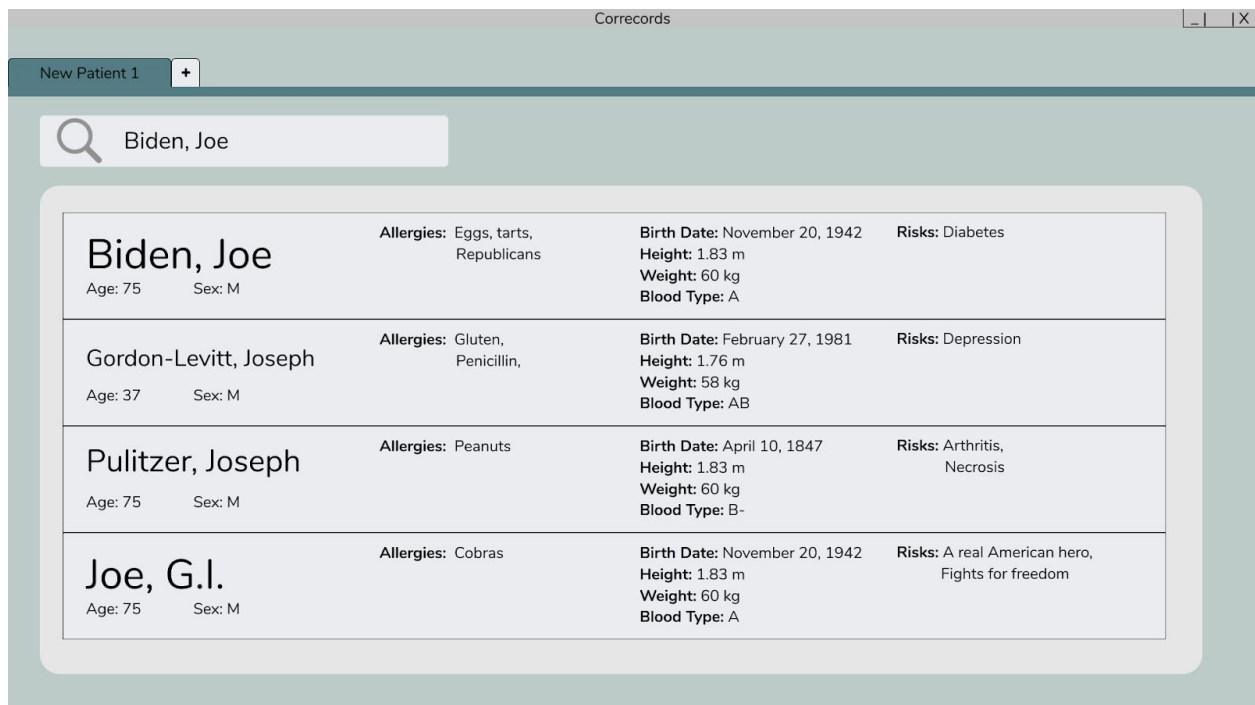 Correcords
_ | | X
New Patient 1 +
Biden, Joe
Biden, Joe
Age: 75 Sex: M
Allergies: Eggs, tarts,
Republicans
Birth Date: November 20, 1942
Height: 1.83 m
Weight: 60 kg
Blood Type: A
Risks: Diabetes
Gordon-Levitt, Joseph
Age: 37 Sex: M
Allergies: Gluten,
Penicillin,
Birth Date: February 27, 1981
Height: 1.76 m
Weight: 58 kg
Blood Type: AB
Risks: Depression
Pulitzer, Joseph
Age: 75 Sex: M
Allergies: Peanuts
Birth Date: April 10, 1847
Height: 1.83 m
Weight: 60 kg
Blood Type: B-
Risks: Arthritis,
Necrosis
Joe, G.I.
Age: 75 Sex: M
Allergies: Cobras
Birth Date: November 20, 1942
Height: 1.83 m
Weight: 60 kg
Blood Type: A
Risks: A real American hero,
Fights for freedom